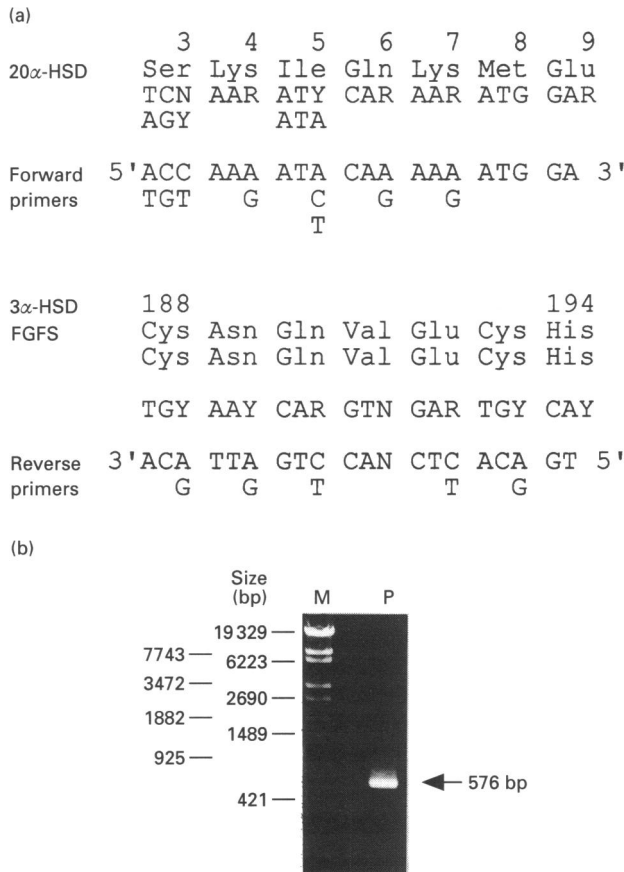 (a)
3 4 5 6 7 8 9
20α-HSD Ser Lys Ile Gln Lys Met Glu
TCN AAR ATY CAR AAR ATG GAR
AGY ATA
Forward primers 5'ACC AAA ATA CAA AAA ATG GA 3'
TGT G C G G
T
3α-HSD 188 194
FGFS Cys Asn Gln Val Glu Cys His
Cys Asn Gln Val Glu Cys His
TGY AAY CAR GTN GAR TGY CAY
Reverse primers 3'ACA TTA GTC CAN CTC ACA GT 5'
G G T T G
(b)
Size
(bp) M P
19 329
7743
6223
3472
2690
1882
1489
925
576 bp
421